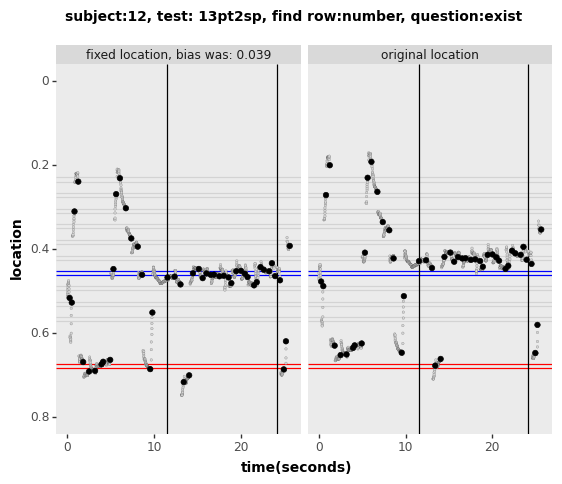 subject:12, test: 13pt2sp, find row:number, question:exist
fixed location, bias was: 0.039
original location
0
0.2
0.4
0.6
0.8
location
0
10
20
0
10
20
time(seconds)